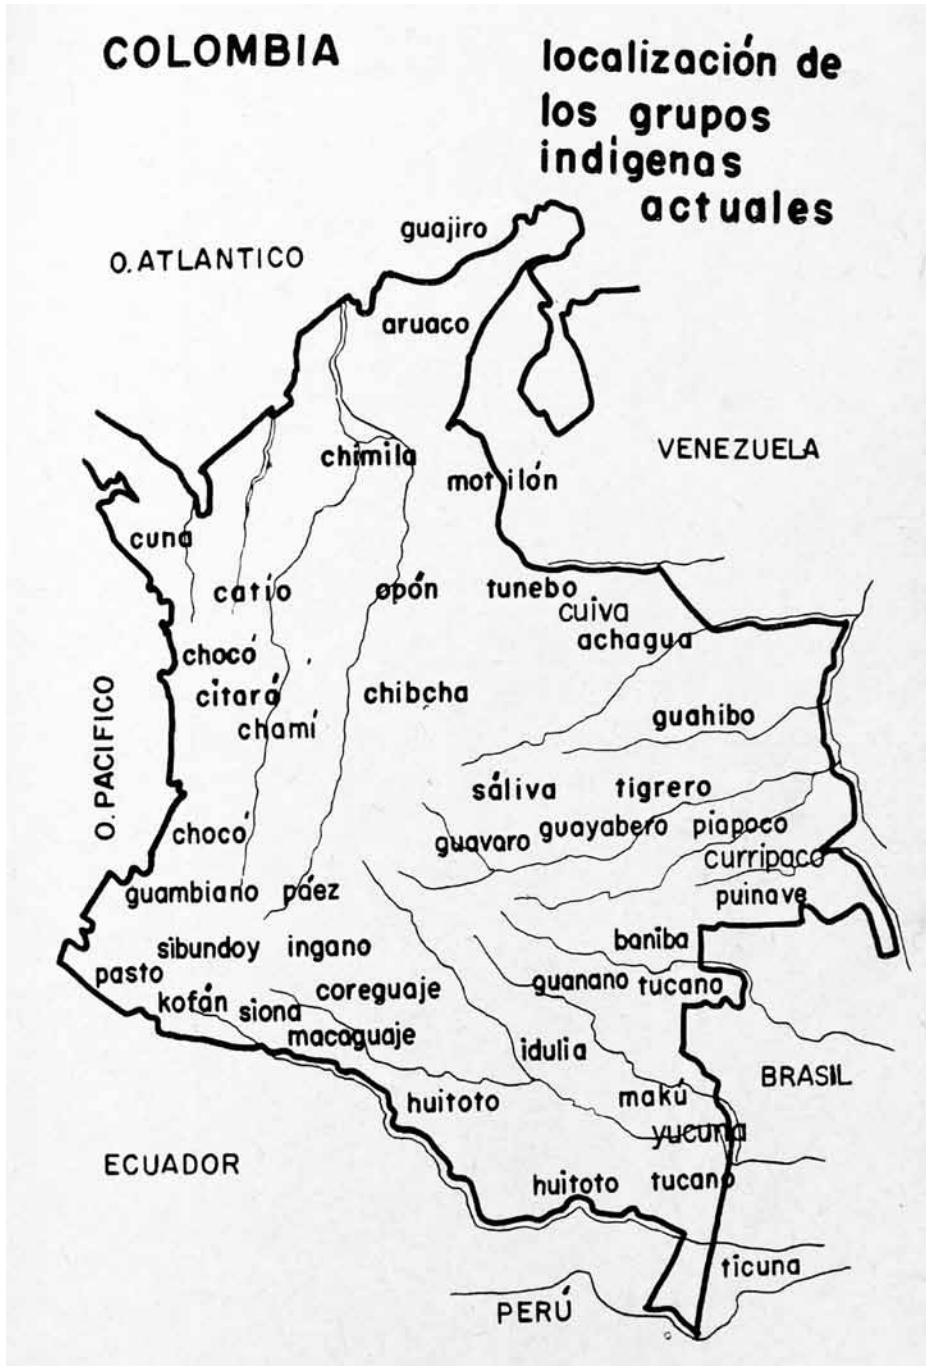 COLOMBIA
localización de
los grupos
indigenas
actuales
guajiro
O. ATLANTICO
aruaco
chimila
VENEZUELA
motilón
cuna
catío
opón
tunebo
cuiva
achagua
chocó
citará
chibcha
chamí
guahibo
O. PACIFICO
sáliva
tigrero
chocó
guavaro
guayabero
piapoco
curripaco
guambiano
páez
puinave
sibundoy
ingano
baniba
pasto
kofán
siona
coreguaje
guanano
tucano
macaguaje
idulia
BRASIL
huitoto
makú
yucuna
ECUADOR
huitoto
tucano
ticuna
PERÚ